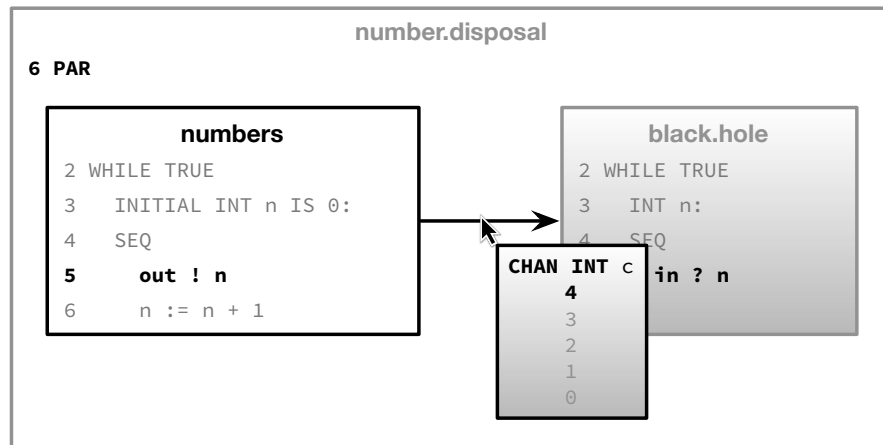 number.disposal
6 PAR
numbers
2 WHILE TRUE
3 INITIAL INT n IS 0:
4 SEQ
5 out ! n
6 n := n + 1
black.hole
2 WHILE TRUE
3 INT n:
4 SEQ
in ? n
CHAN INT c
4
3
2
1
0